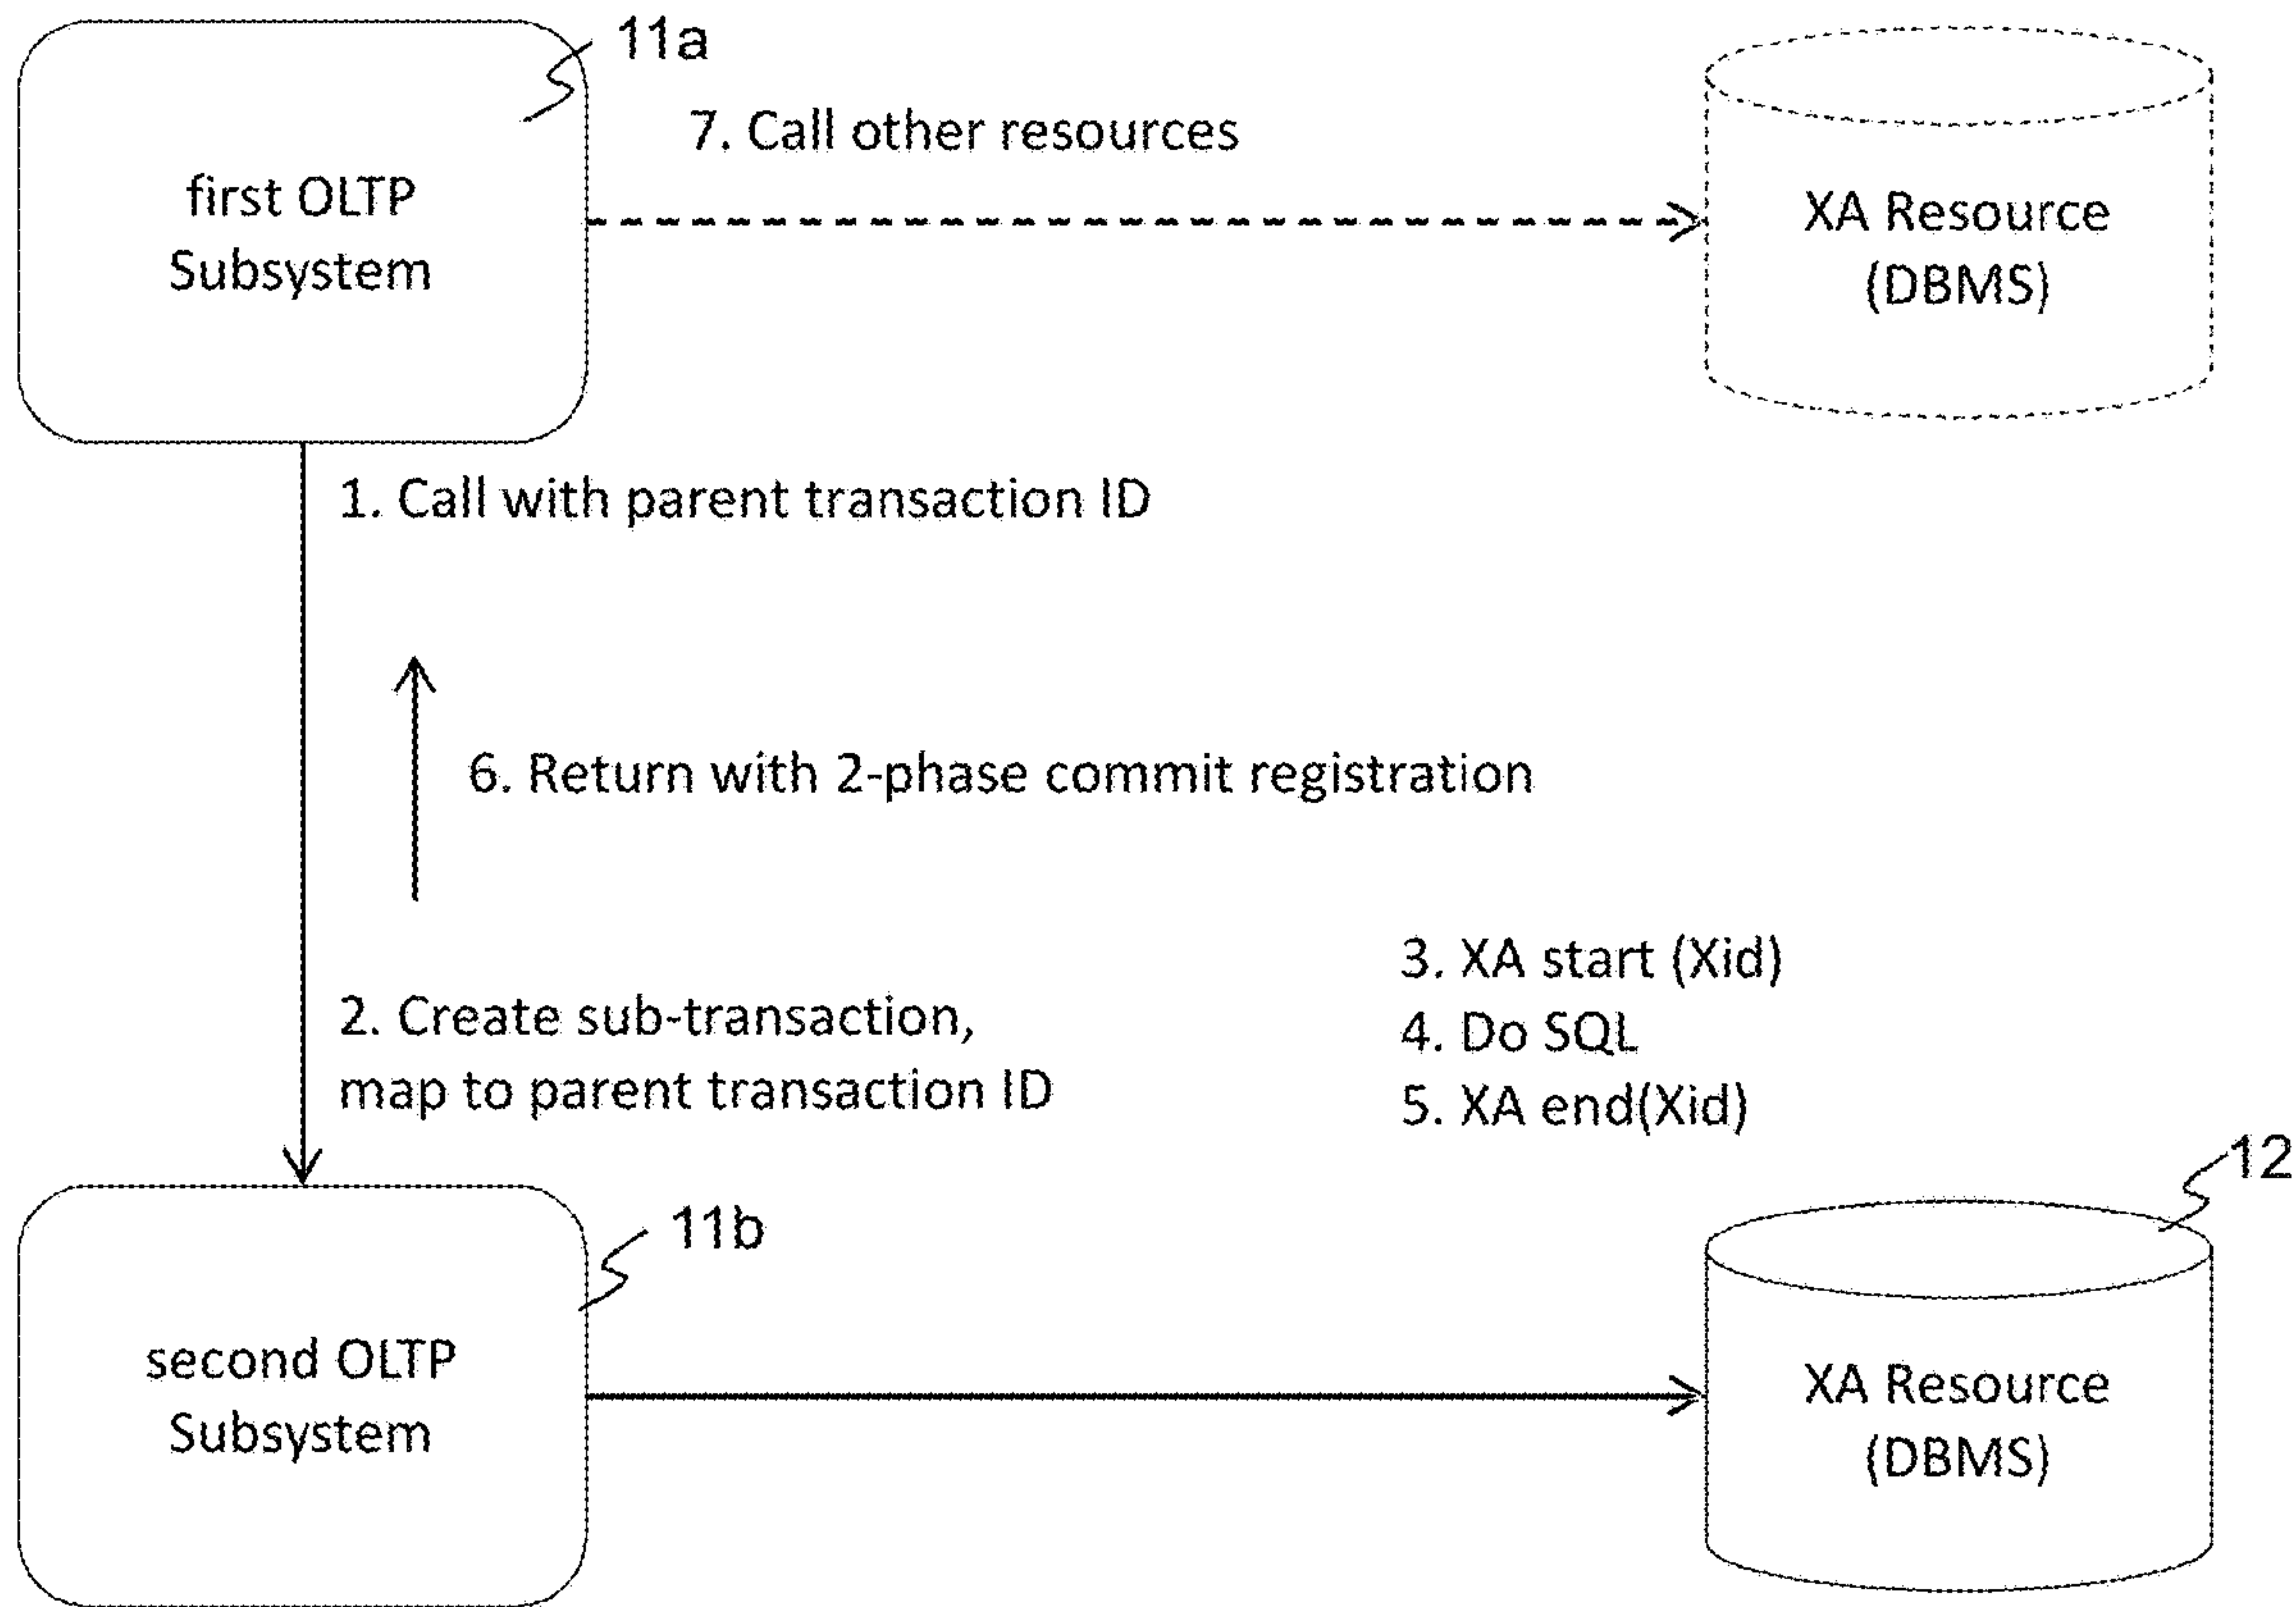 11a
7. Call other resources
first OLTP
Subsystem
XA Resource
(DBMS)
1. Call with parent transaction ID
6. Return with 2-phase commit registration
2. Create sub-transaction,
map to parent transaction ID
3. XA start (Xid)
4. Do SQL
5. XA end(Xid)
12
11b
second OLTP
Subsystem
XA Resource
(DBMS)